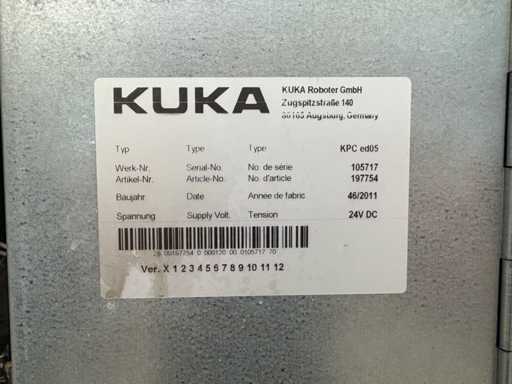 KUKA
KUKA Roboter GmbH
Zugspitzstraße 140
86165 Augsburg, Germany
Typ Type Type KPC ed05
Werk-Nr. Serial-No. No. de série 105717
Artikel-Nr. Article-No. No. d'article 197754
Baujahr Date Année de fabric 46/2011
Spannung Supply Volt. Tension 24V DC
Ver. X 1 2 3 4 5 6 7 8 9 10 11 12